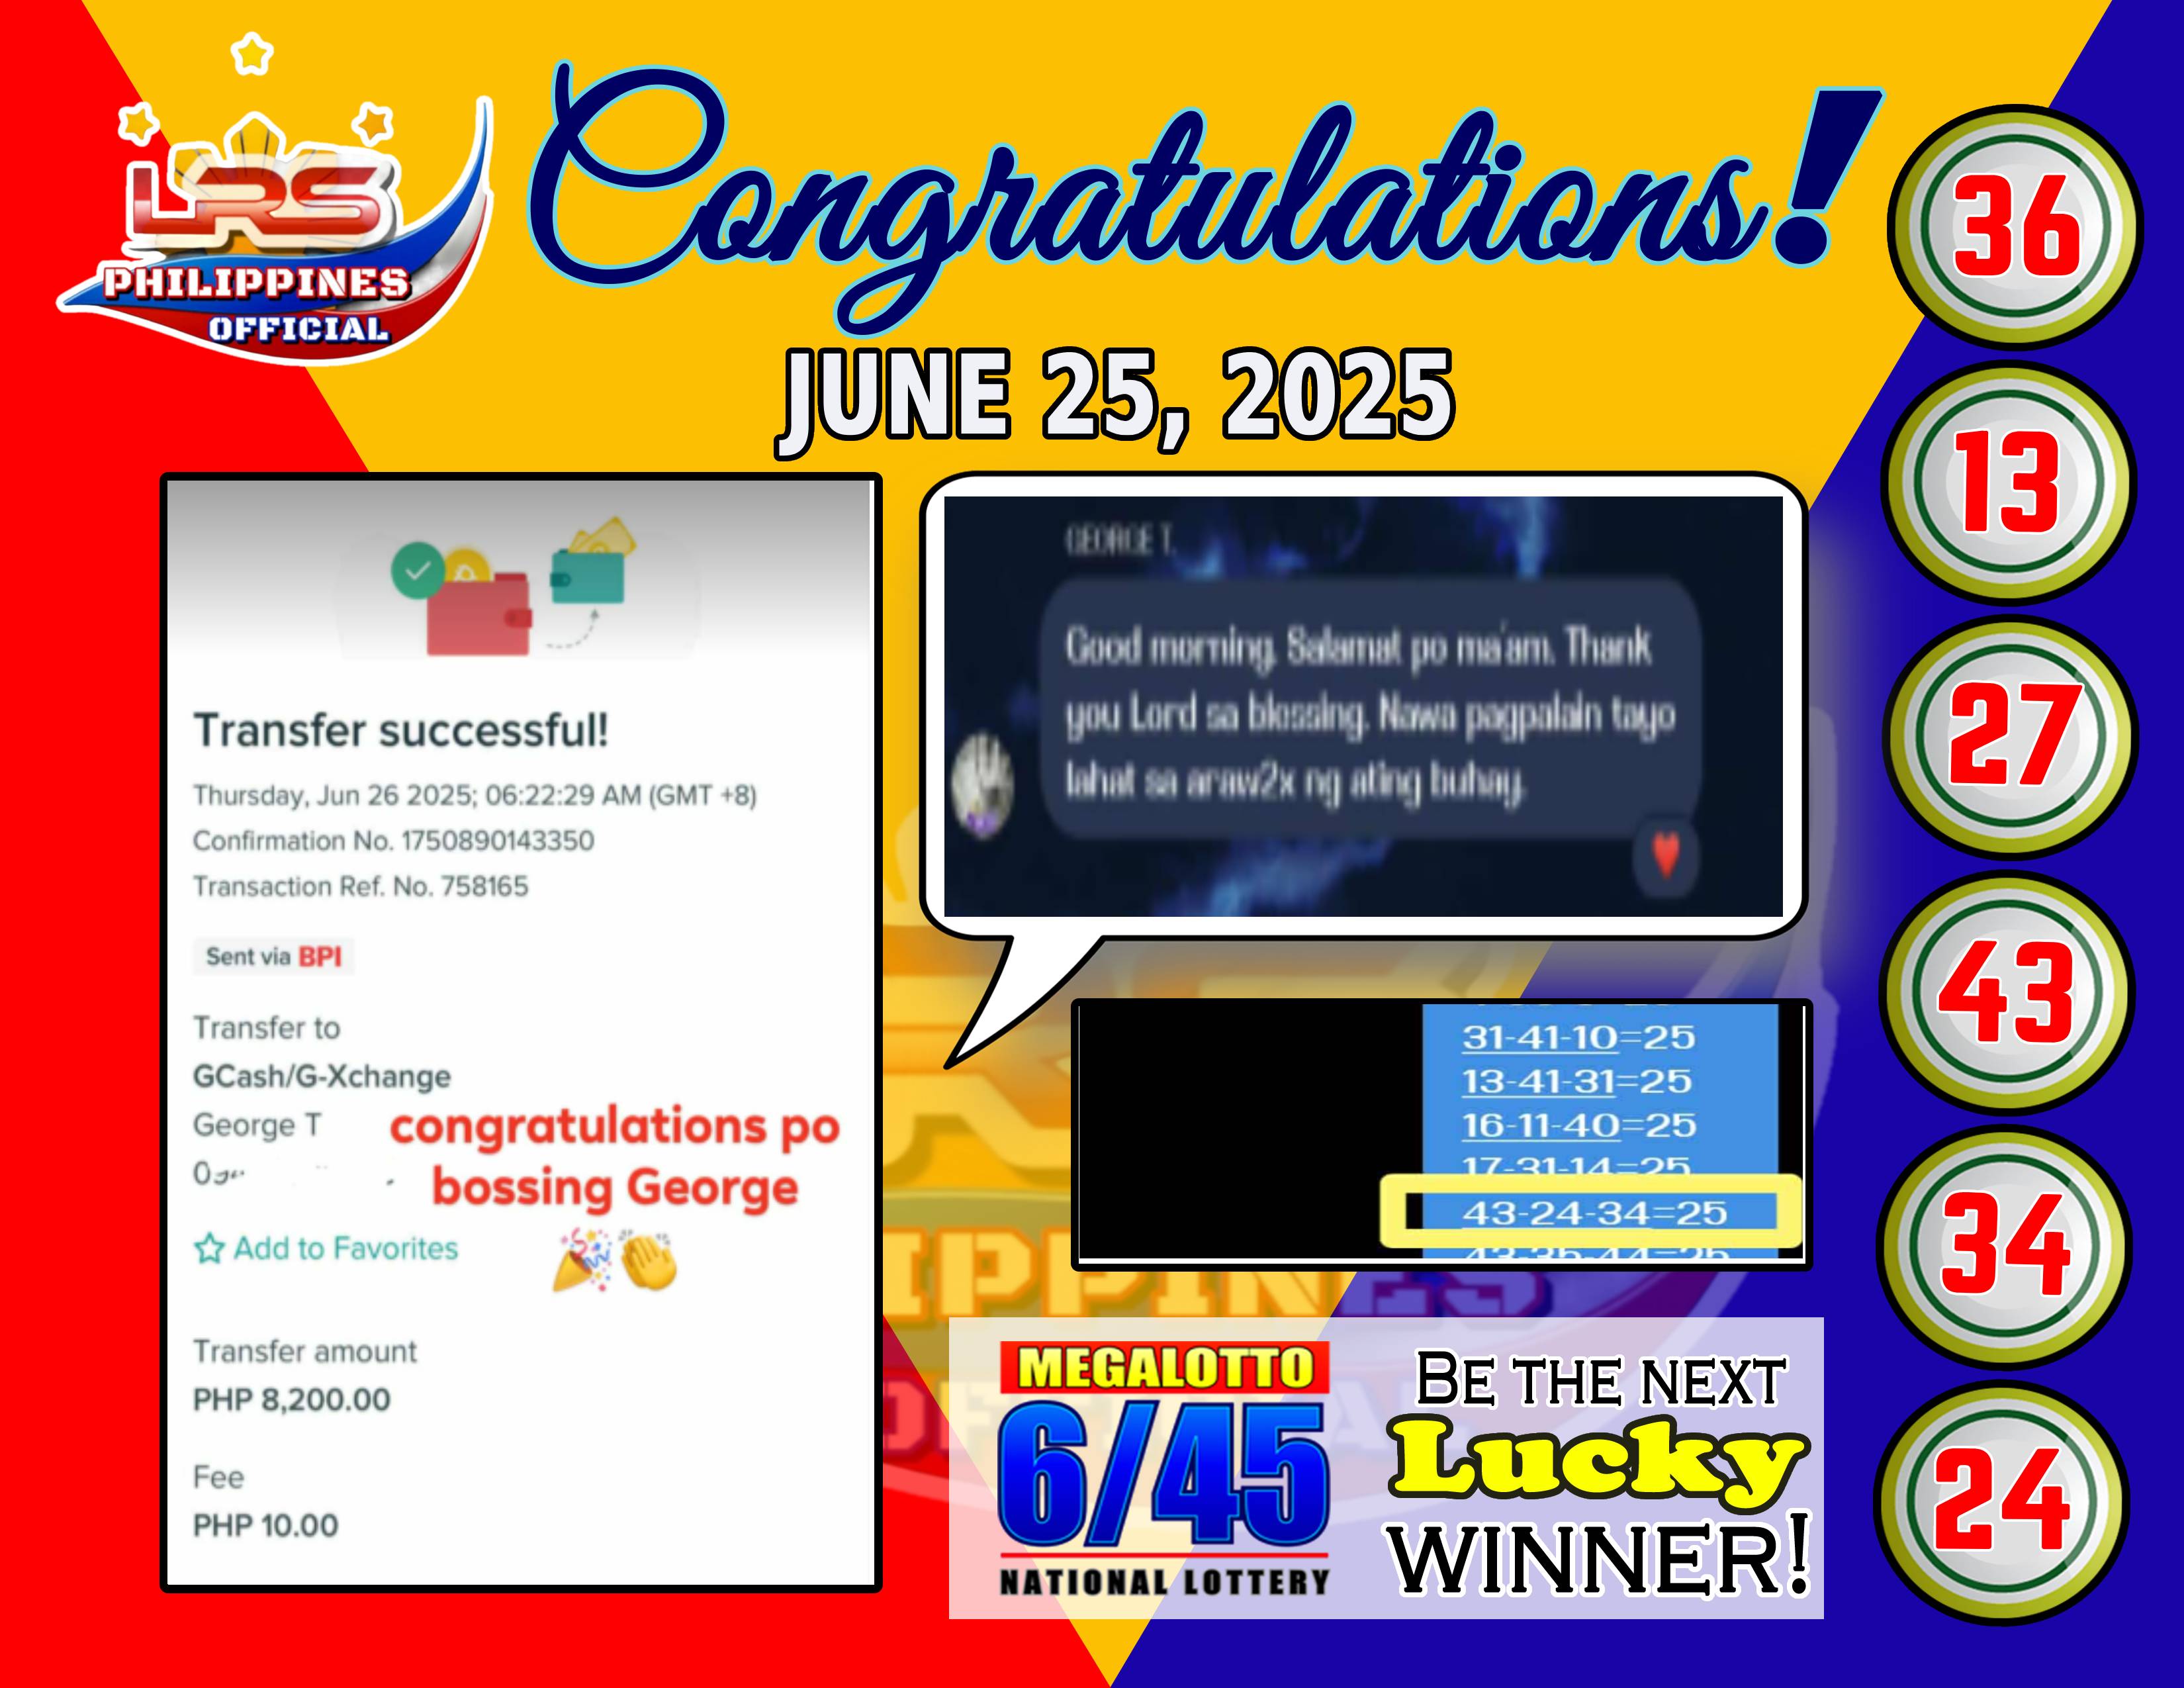 LRS
PHILIPPINES
OFFICIAL
Congratulations!
JUNE 25, 2025
Transfer successful!
Thursday, Jun 26 2025; 06:22:29 AM (GMT +8)
Confirmation No. 1750890143350
Transaction Ref. No. 758165
Sent via BPI
Transfer to
GCash/G-Xchange
George T
congratulations po
bossing George
Add to Favorites
Transfer amount
PHP 8,200.00
Fee
PHP 10.00
GEORGE T.
Good morning. Salamat po ma'am. Thank
you Lord sa blessing. Nawa pagpalain tayo
lahat sa araw2x ng ating buhay.
31-41-10=25
13-41-31=25
16-11-40=25
17-31-14=25
43-24-34=25
MEGALOTTO
6/45
NATIONAL LOTTERY
BE THE NEXT
Lucky
WINNER!
36
13
27
43
34
24